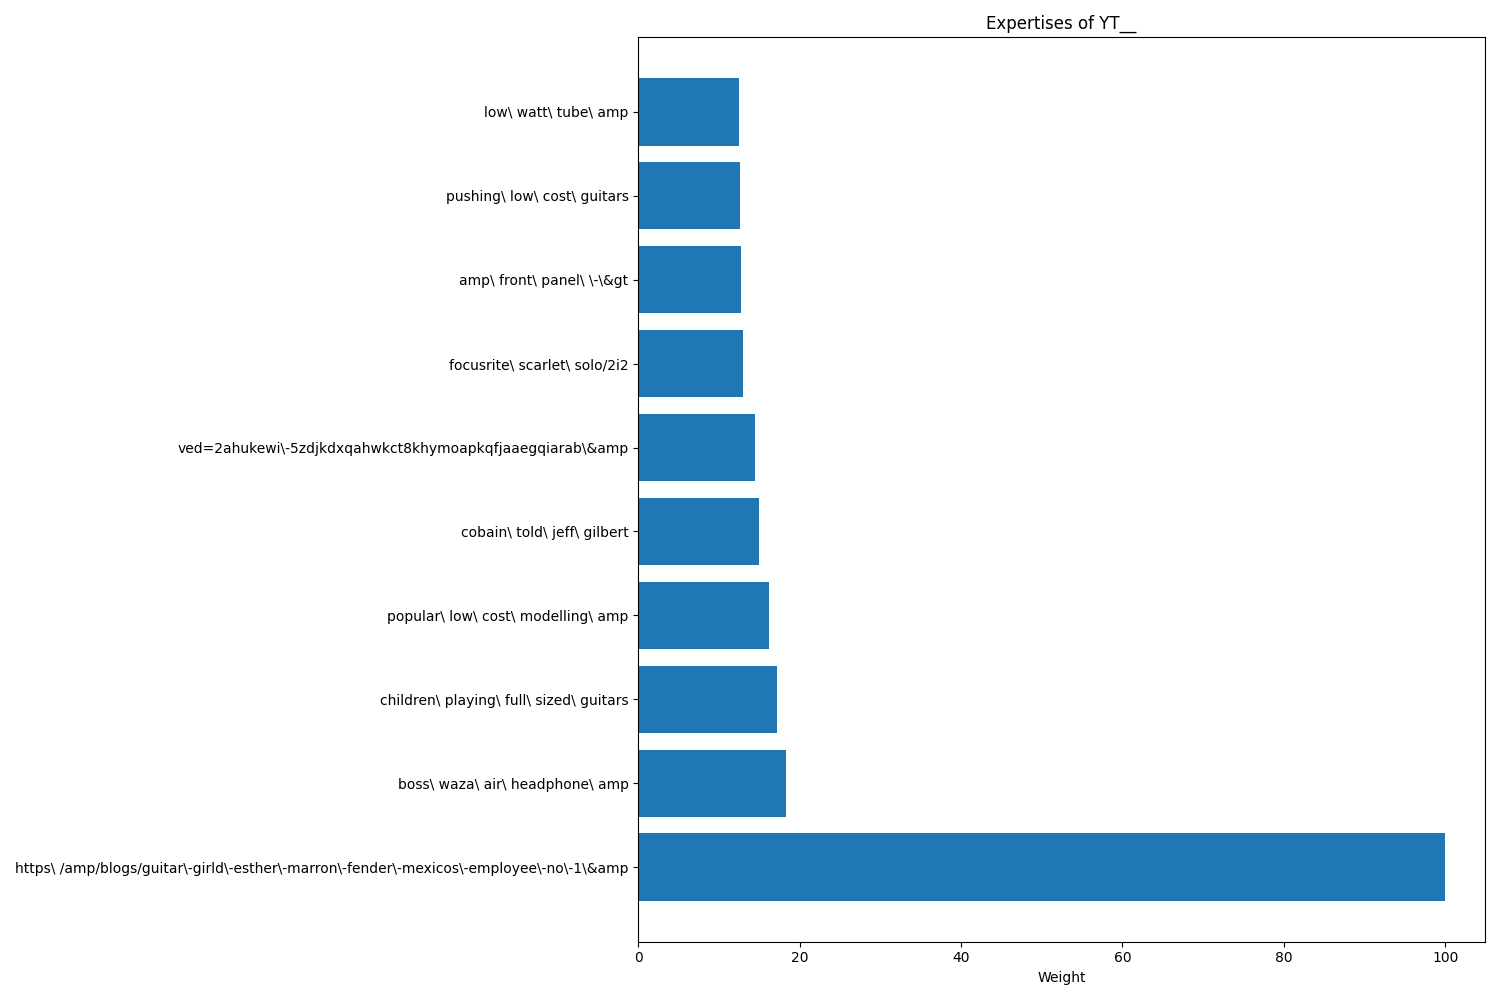 Expertises of YT__
low\ watt\ tube\ amp
pushing\ low\ cost\ guitars
amp\ front\ panel\ \-\&gt
focusrite\ scarlet\ solo/2i2
ved=2ahukewi\-5zdjkdxqahwkct8khymoapkqfjaaegqiarab\&amp
cobain\ told\ jeff\ gilbert
popular\ low\ cost\ modelling\ amp
children\ playing\ full\ sized\ guitars
boss\ waza\ air\ headphone\ amp
https\ /amp/blogs/guitar\-girld\-esther\-marron\-fender\-mexicos\-employee\-no\-1\&amp
0 20 40 60 80 100
Weight